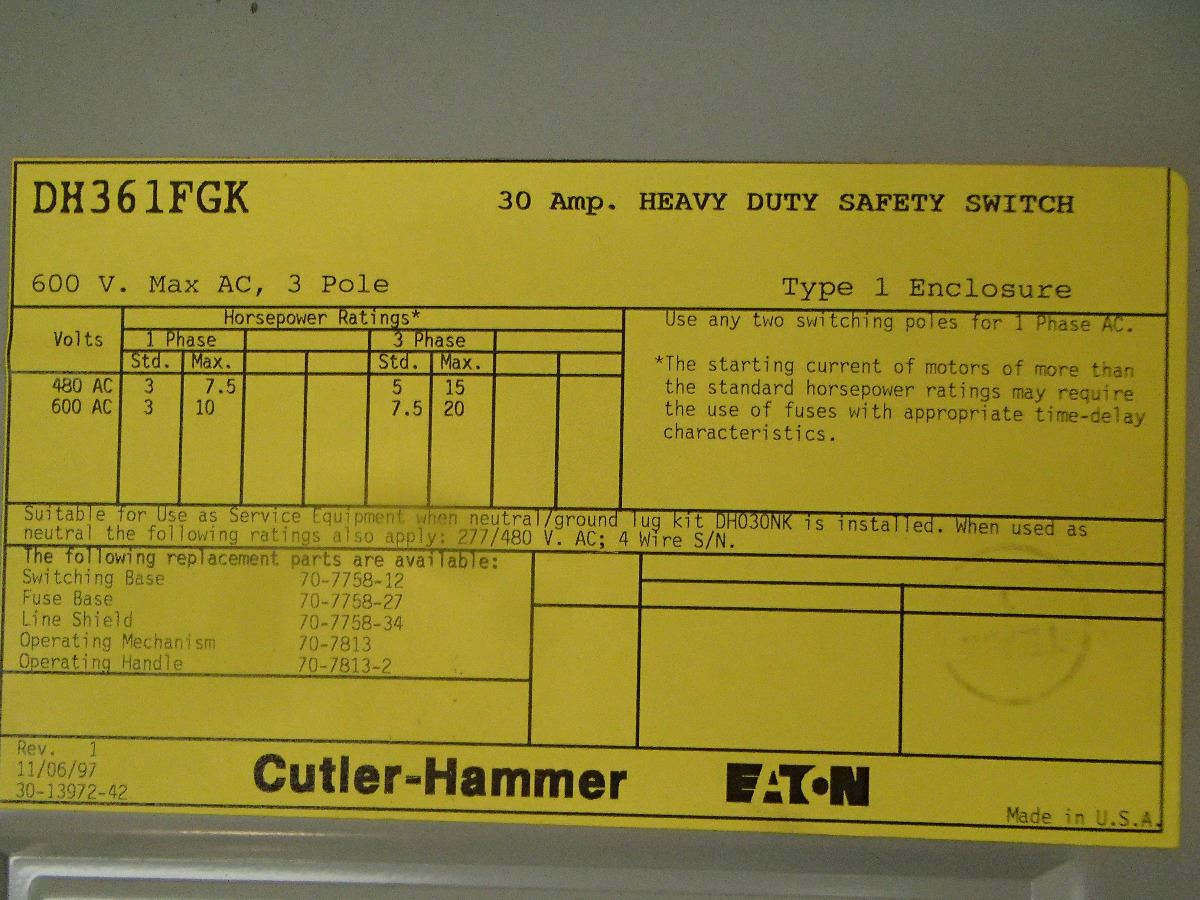 DH361FGK 30 Amp. HEAVY DUTY SAFETY SWITCH
600 V. Max AC, 3 Pole Type 1 Enclosure
Horsepower Ratings*
Volts 1 Phase 3 Phase
Std. Max. Std. Max.
480 AC 3 7.5 5 15
600 AC 3 10 7.5 20
Use any two switching poles for 1 Phase AC.
*The starting current of motors of more than
the standard horsepower ratings may require
the use of fuses with appropriate time-delay
characteristics.
Suitable for Use as Service Equipment when neutral/ground lug kit DH030NK is installed. When used as
neutral the following ratings also apply: 277/480 V. AC; 4 Wire S/N.
The following replacement parts are available:
Switching Base 70-7758-12
Fuse Base 70-7758-27
Line Shield 70-7758-34
Operating Mechanism 70-7813
Operating Handle 70-7813-2
Rev. 1
11/06/97
30-13972-42
Cutler-Hammer EATON
Made in U.S.A.